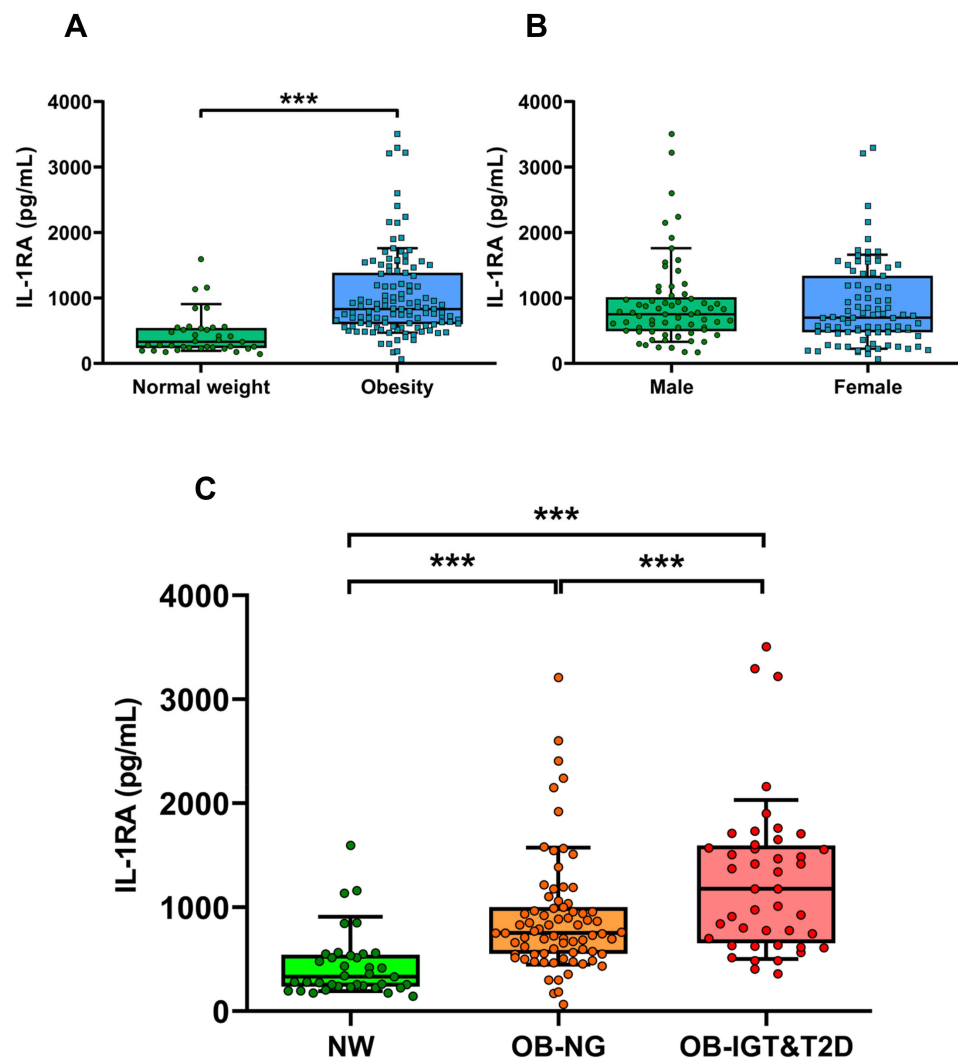 A
B
IL-1RA (pg/mL)
4000
3000
2000
1000
0
***
Normal weight
Obesity
IL-1RA (pg/mL)
4000
3000
2000
1000
0
Male
Female
C
IL-1RA (pg/mL)
4000
3000
2000
1000
0
***
***
***
NW
OB-NG
OB-IGT&T2D